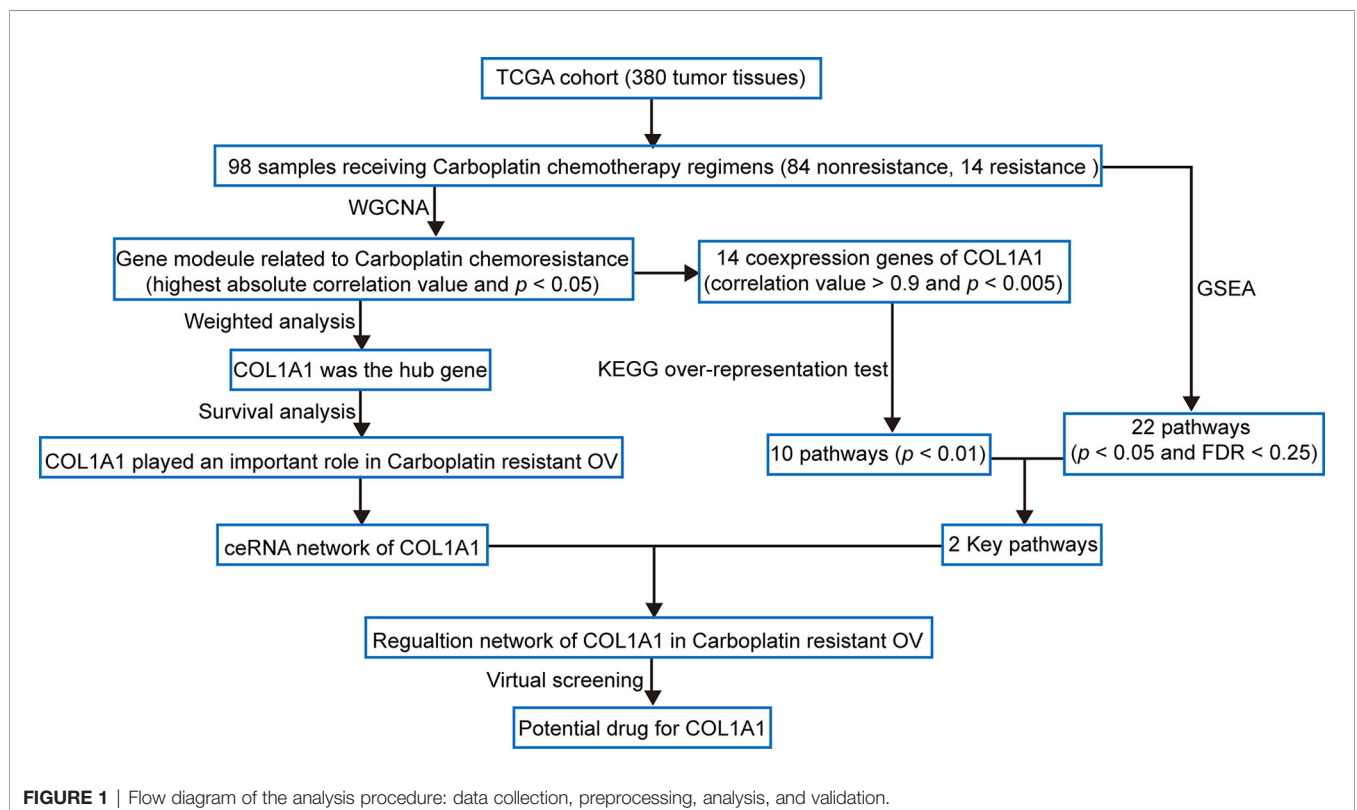 TCGA cohort (380 tumor tissues)
98 samples receiving Carboplatin chemotherapy regimens (84 nonresistance, 14 resistance )
WGCNA
Gene modeule related to Carboplatin chemoresistance
(highest absolute correlation value and p < 0.05)
14 coexpression genes of COL1A1
(correlation value > 0.9 and p < 0.005)
GSEA
Weighted analysis
COL1A1 was the hub gene
KEGG over-representation test
Survival analysis
COL1A1 played an important role in Carboplatin resistant OV
10 pathways (p < 0.01)
22 pathways
(p < 0.05 and FDR < 0.25)
ceRNA network of COL1A1
2 Key pathways
Regualtion network of COL1A1 in Carboplatin resistant OV
Virtual screening
Potential drug for COL1A1
FIGURE 1 | Flow diagram of the analysis procedure: data collection, preprocessing, analysis, and validation.